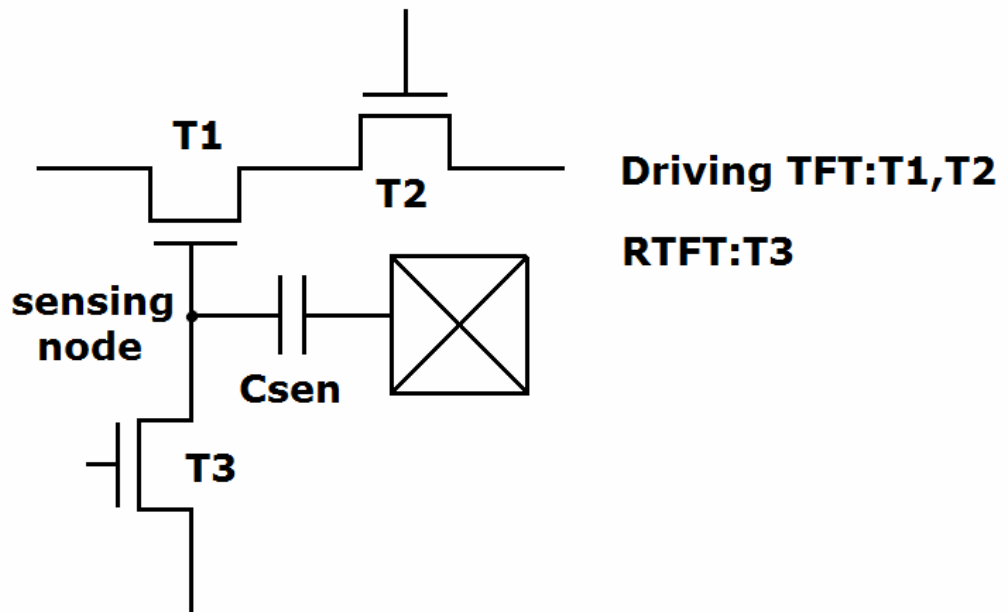 T1
T2
Driving TFT:T1,T2
RTFT:T3
sensing
node
Csen
T3